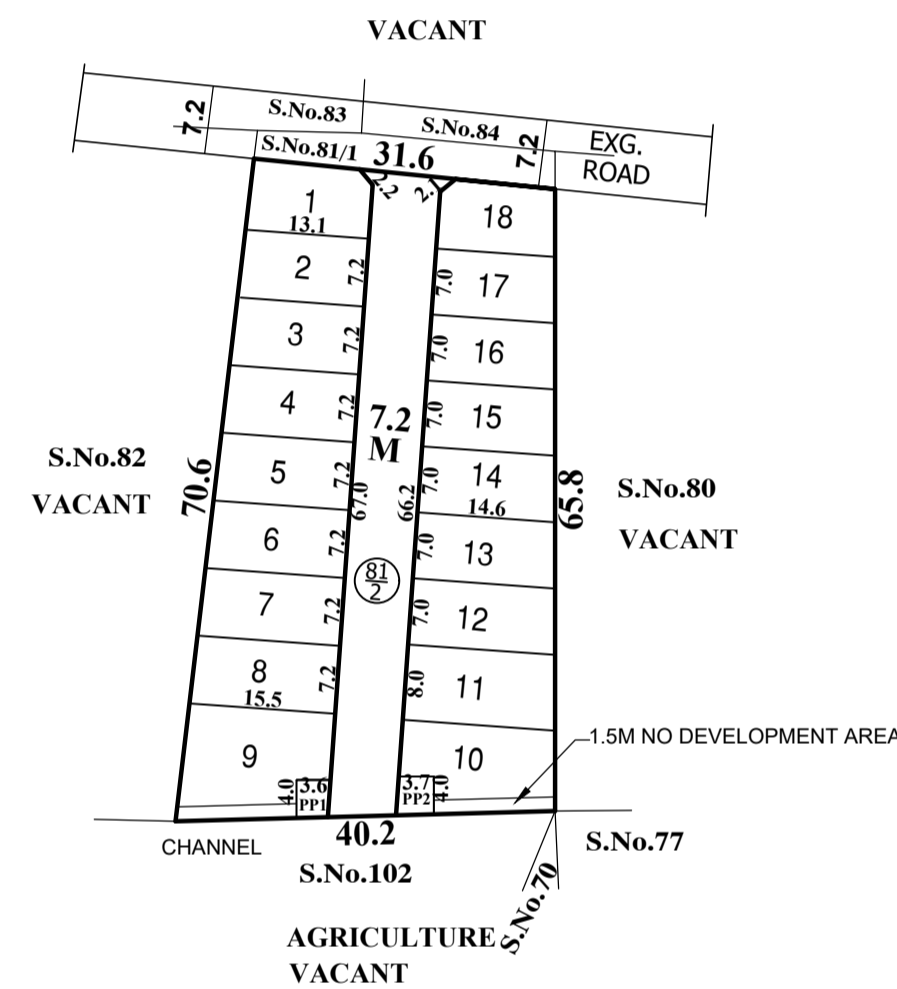 VACANT
S.No.83
7.2
S.No.84
7.2
EXG.
ROAD
S.No.81/1
31.6
2.2
2.1
1
13.1
18
2
7.2
7.0
17
3
7.2
7.0
16
4
7.2
7.2
M
7.0
15
S.No.82
VACANT
70.6
5
7.2
67.0
66.2
7.0
14
14.6
65.8
S.No.80
VACANT
6
7.2
7.0
13
81
2
7
7.2
7.0
12
8
15.5
7.2
8.0
11
1.5M NO DEVELOPMENT AREA
9
4.0
3.6
PP1
3.7
PP2
4.0
10
CHANNEL
40.2
S.No.77
S.No.102
S.No.70
AGRICULTURE
VACANT